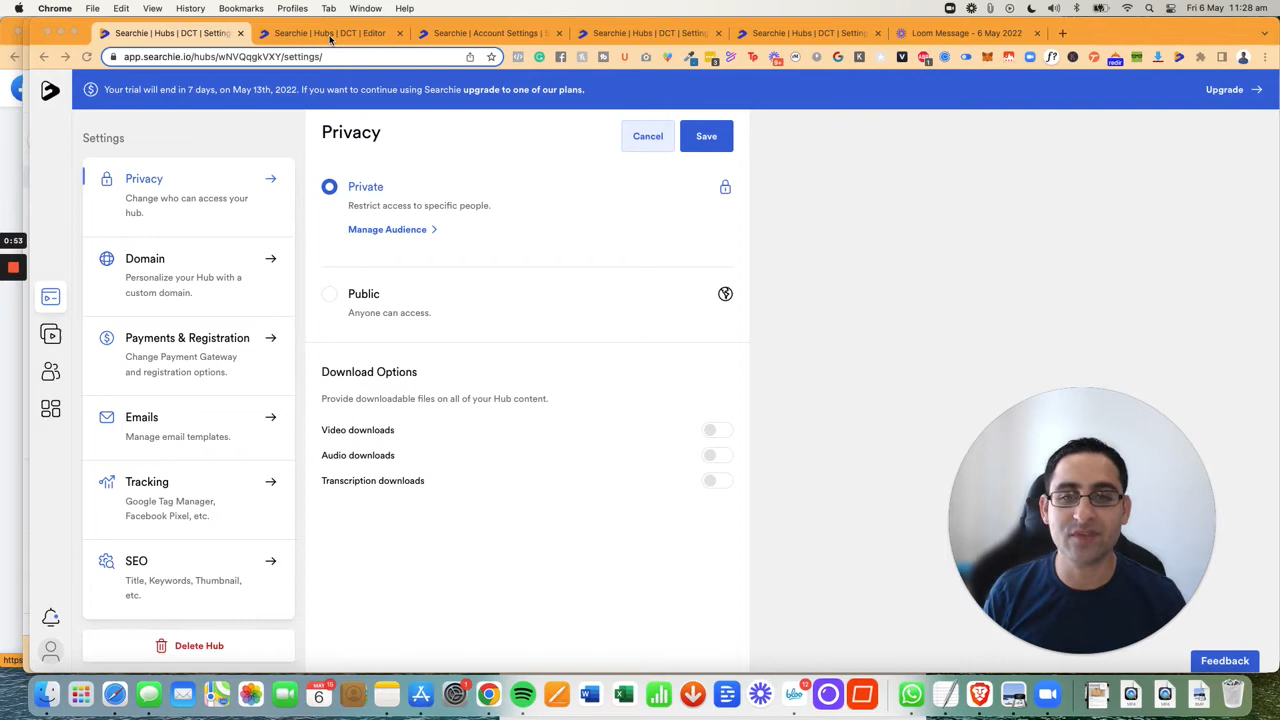 Chrome File Edit View History Bookmarks Profiles Tab Window Help Fri 6 May 11:28 am
Searchie | Hubs | DCT | Setting Searchie | Hubs | DCT | Editor Searchie | Account Settings | S Searchie | Hubs | DCT | Setting Searchie | Hubs | DCT | Setting Loom Message - 6 May 2022
app.searchie.io/hubs/wNVQqgkVXY/settings/
Your trial will end in 7 days, on May 13th, 2022. If you want to continue using Searchie upgrade to one of our plans. Upgrade
Settings
Privacy
Change who can access your
hub.
Domain
Personalize your Hub with a
custom domain.
Payments & Registration
Change Payment Gateway
and registration options.
Emails
Manage email templates.
Tracking
Google Tag Manager,
Facebook Pixel, etc.
SEO
Title, Keywords, Thumbnail,
etc.
Delete Hub
Privacy Cancel Save
Private
Restrict access to specific people.
Manage Audience
Public
Anyone can access.
Download Options
Provide downloadable files on all of your Hub content.
Video downloads
Audio downloads
Transcription downloads
0:53
https
Feedback